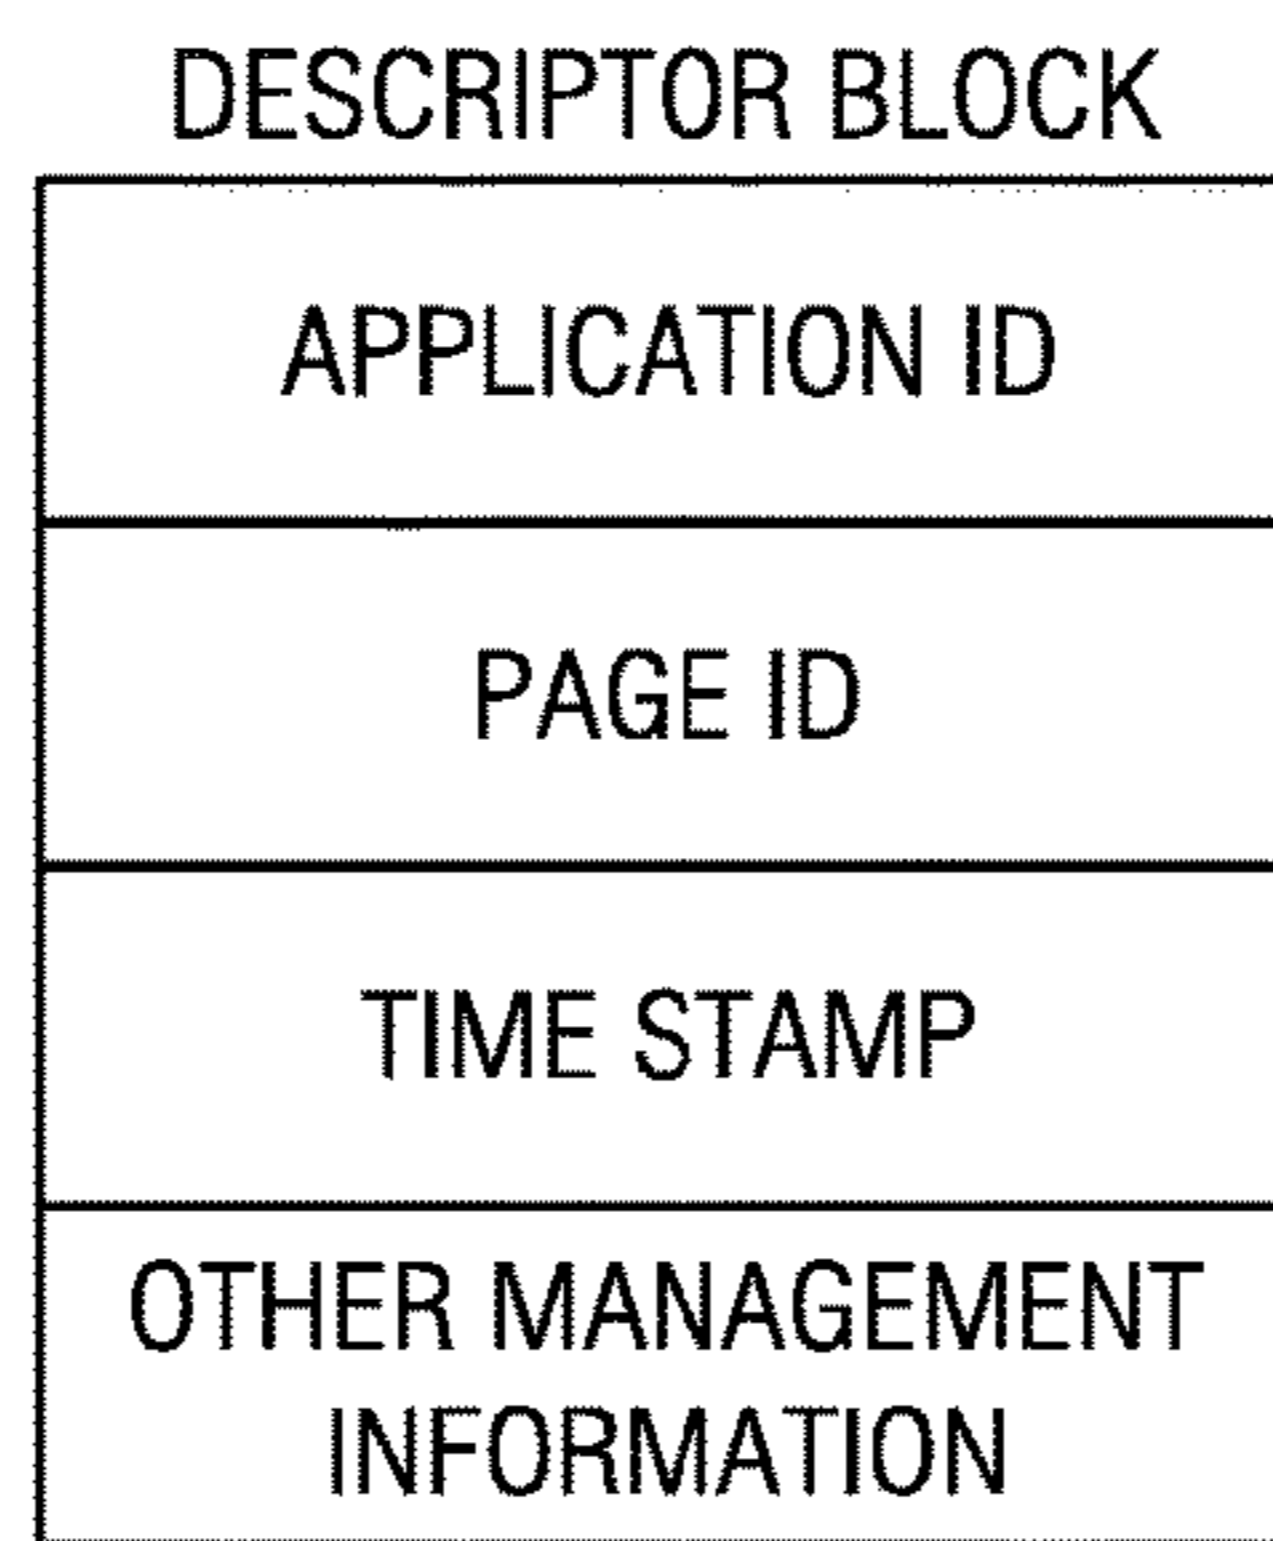 DESCRIPTOR BLOCK
APPLICATION ID
PAGE ID
TIME STAMP
OTHER MANAGEMENT
INFORMATION